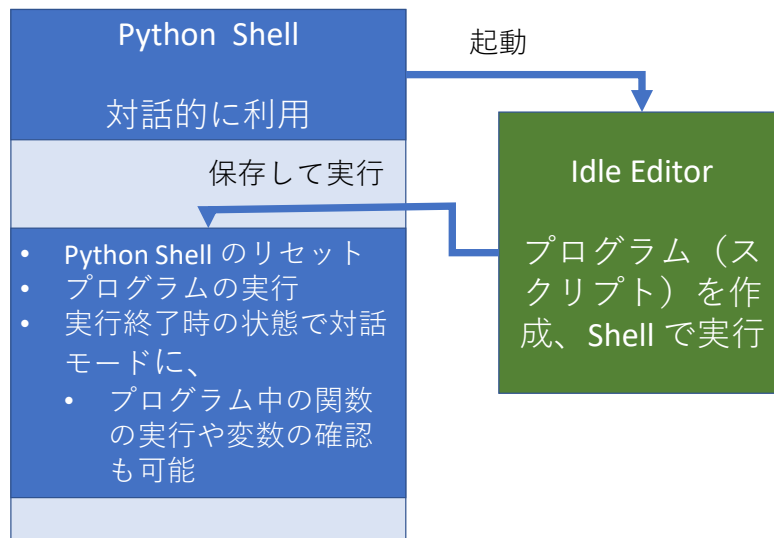 Python Shell
対話的に利用
起動
保存して実行
Idle Editor
プログラム（ス
クリプト）を作
成、Shell で実行
• Python Shell のリセット
• プログラムの実行
• 実行終了時の状態で対話
モードに、
• プログラム中の関数
の実行や変数の確認
も可能